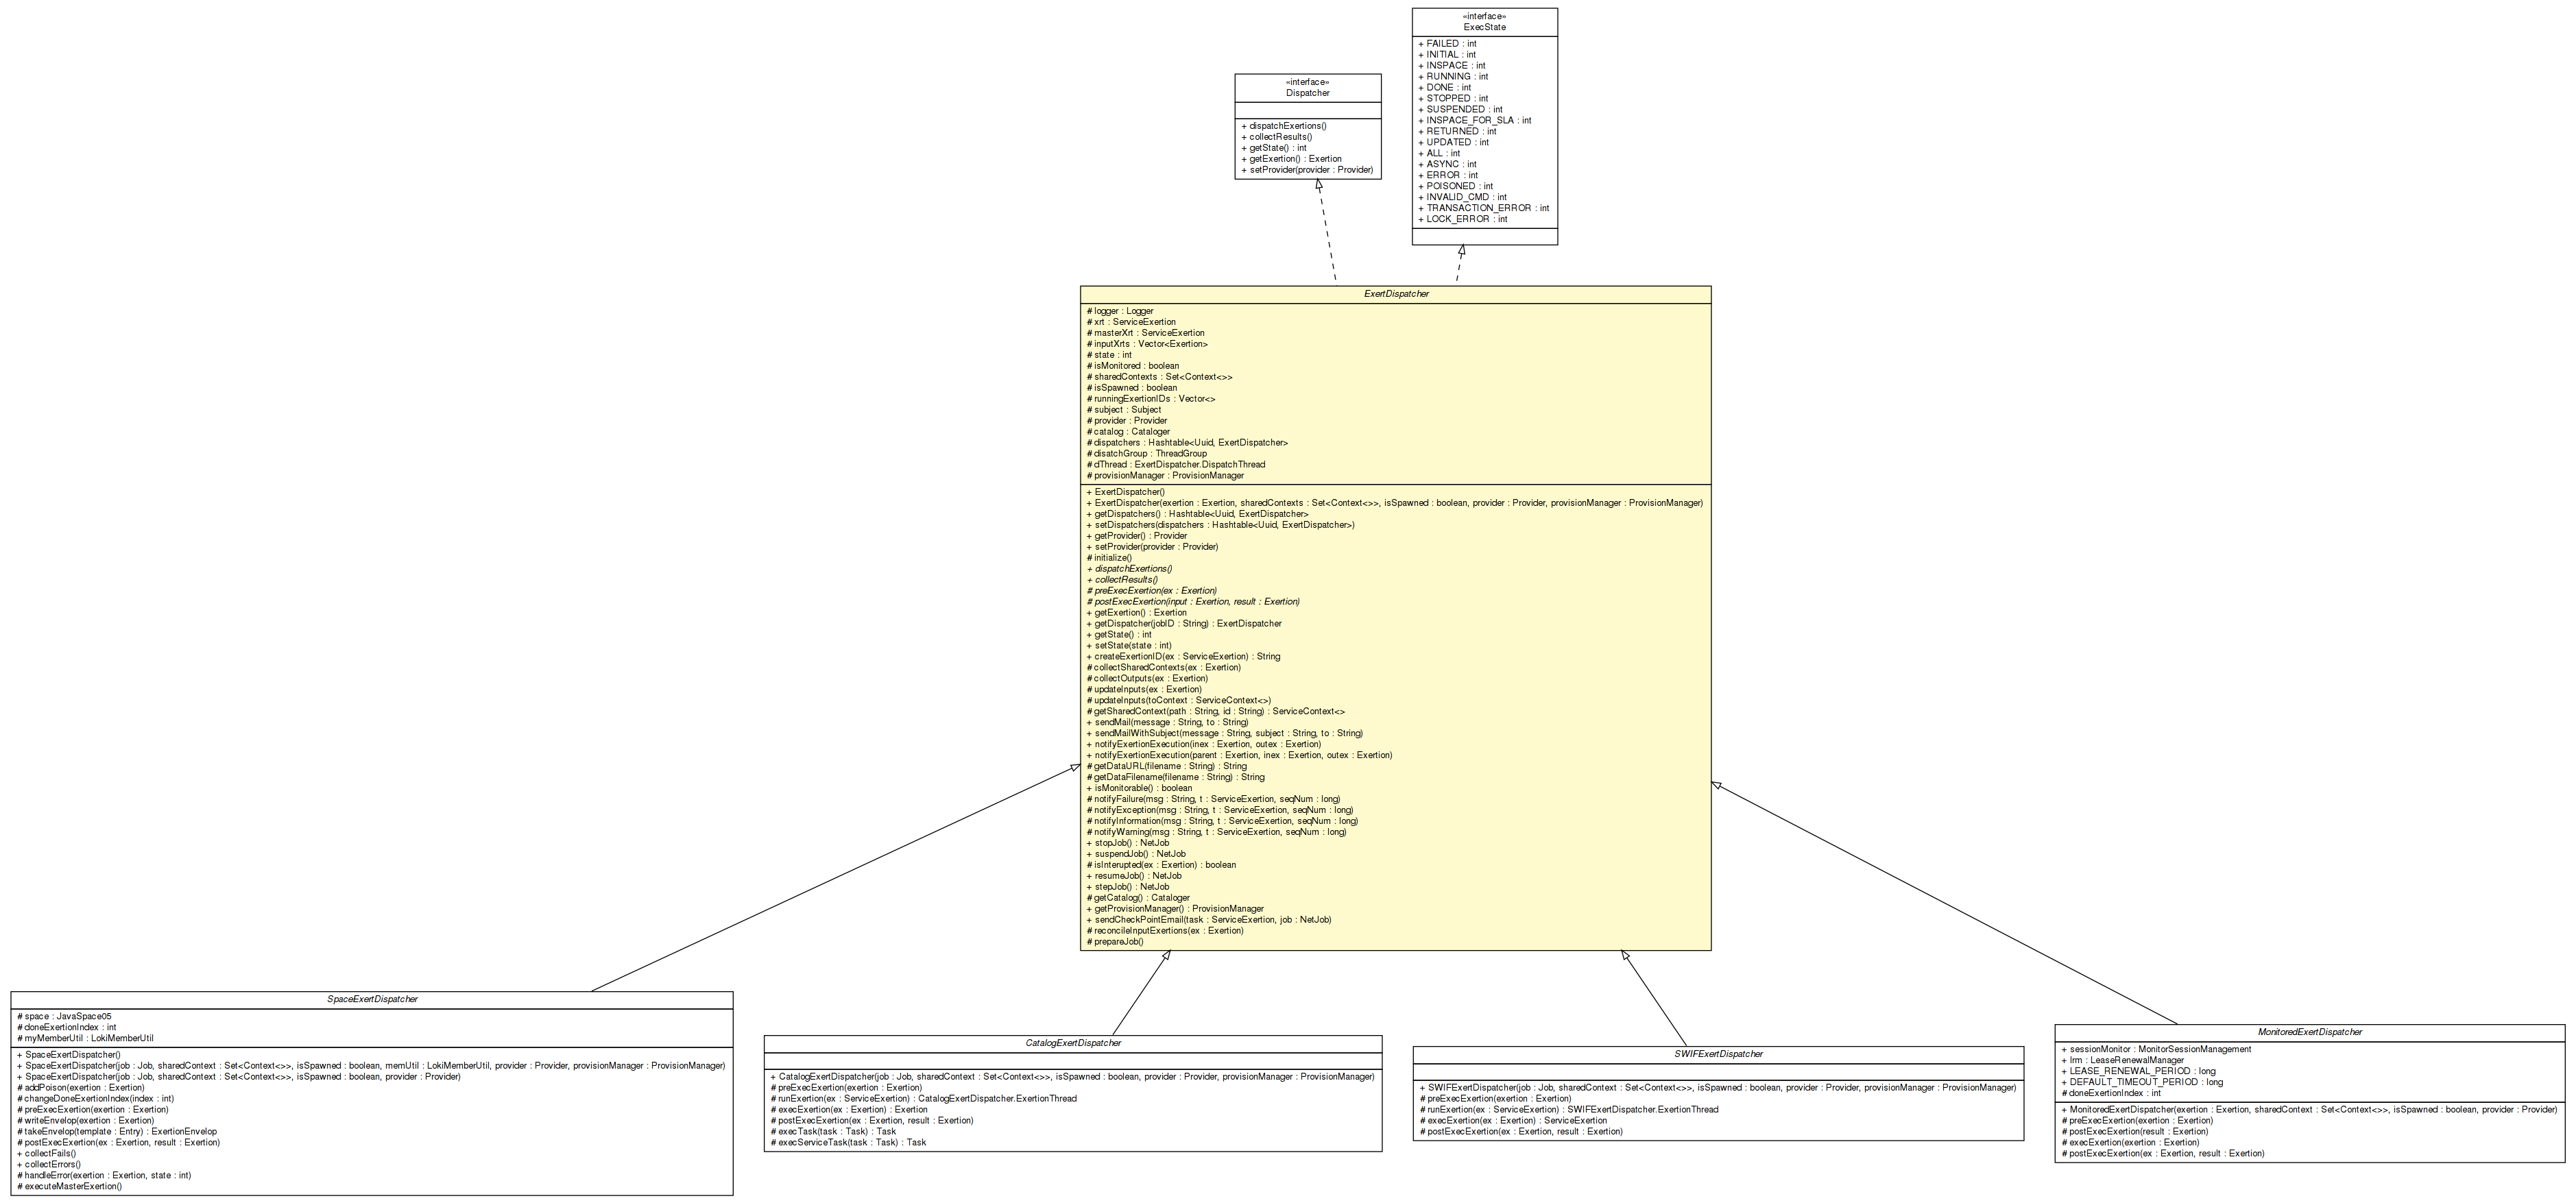 «interface»
ExecState
+ FAILED : int
+ INITIAL : int
+ INSPACE : int
+ RUNNING : int
+ DONE : int
+ STOPPED : int
+ SUSPENDED : int
+ INSPACE_FOR_SLA : int
+ RETURNED : int
+ UPDATED : int
+ ALL : int
+ ASYNC : int
+ ERROR : int
+ POISONED : int
+ INVALID_CMD : int
+ TRANSACTION_ERROR : int
+ LOCK_ERROR : int
«interface»
Dispatcher
+ dispatchExertions()
+ collectResults()
+ getState() : int
+ getExertion() : Exertion
+ setProvider(provider : Provider)
ExertDispatcher
# logger : Logger
# xrt : ServiceExertion
# masterXrt : ServiceExertion
# inputXrts : Vector<Exertion>
# state : int
# isMonitored : boolean
# sharedContexts : Set<Context<>>
# isSpawned : boolean
# runningExertionIDs : Vector<>
# subject : Subject
# provider : Provider
# catalog : Cataloger
# dispatchers : Hashtable<Uuid, ExertDispatcher>
# disatchGroup : ThreadGroup
# dThread : ExertDispatcher.DispatchThread
# provisionManager : ProvisionManager
+ ExertDispatcher()
+ ExertDispatcher(exertion : Exertion, sharedContexts : Set<Context<>>, isSpawned : boolean, provider : Provider, provisionManager : ProvisionManager)
+ getDispatchers() : Hashtable<Uuid, ExertDispatcher>
+ setDispatchers(dispatchers : Hashtable<Uuid, ExertDispatcher>)
+ getProvider() : Provider
+ setProvider(provider : Provider)
# initialize()
+ dispatchExertions()
+ collectResults()
# preExecExertion(ex : Exertion)
# postExecExertion(input : Exertion, result : Exertion)
+ getExertion() : Exertion
+ getDispatcher(jobID : String) : ExertDispatcher
+ getState() : int
+ setState(state : int)
+ createExertionID(ex : ServiceExertion) : String
# collectSharedContexts(ex : Exertion)
# collectOutputs(ex : Exertion)
# updateInputs(ex : Exertion)
# updateInputs(toContext : ServiceContext<>)
# getSharedContext(path : String, id : String) : ServiceContext<>
+ sendMail(message : String, to : String)
+ sendMailWithSubject(message : String, subject : String, to : String)
+ notifyExertionExecution(inex : Exertion, outex : Exertion)
+ notifyExertionExecution(parent : Exertion, inex : Exertion, outex : Exertion)
# getDataURL(filename : String) : String
# getDataFilename(filename : String) : String
+ isMonitorable() : boolean
# notifyFailure(msg : String, t : ServiceExertion, seqNum : long)
# notifyException(msg : String, t : ServiceExertion, seqNum : long)
# notifyInformation(msg : String, t : ServiceExertion, seqNum : long)
# notifyWarning(msg : String, t : ServiceExertion, seqNum : long)
+ stopJob() : NetJob
+ suspendJob() : NetJob
# isInterupted(ex : Exertion) : boolean
+ resumeJob() : NetJob
+ stepJob() : NetJob
# getCatalog() : Cataloger
+ getProvisionManager() : ProvisionManager
+ sendCheckPointEmail(task : ServiceExertion, job : NetJob)
# reconcileInputExertions(ex : Exertion)
# prepareJob()
SpaceExertDispatcher
# space : JavaSpace05
# doneExertionIndex : int
# myMemberUtil : LokiMemberUtil
+ SpaceExertDispatcher()
+ SpaceExertDispatcher(job : Job, sharedContext : Set<Context<>>, isSpawned : boolean, memUtil : LokiMemberUtil, provider : Provider, provisionManager : ProvisionManager)
+ SpaceExertDispatcher(job : Job, sharedContext : Set<Context<>>, isSpawned : boolean, provider : Provider)
# addPoison(exertion : Exertion)
# changeDoneExertionIndex(index : int)
# preExecExertion(exertion : Exertion)
# writeEnvelop(exertion : Exertion)
# takeEnvelop(template : Entry) : ExertionEnvelop
# postExecExertion(ex : Exertion, result : Exertion)
+ collectFails()
+ collectErrors()
# handleError(exertion : Exertion, state : int)
# executeMasterExertion()
CatalogExertDispatcher
+ CatalogExertDispatcher(job : Job, sharedContext : Set<Context<>>, isSpawned : boolean, provider : Provider, provisionManager : ProvisionManager)
# preExecExertion(exertion : Exertion)
# runExertion(ex : ServiceExertion) : CatalogExertDispatcher.ExertionThread
# execExertion(ex : Exertion) : Exertion
# postExecExertion(ex : Exertion, result : Exertion)
# execTask(task : Task) : Task
# execServiceTask(task : Task) : Task
SWIFExertDispatcher
+ SWIFExertDispatcher(job : Job, sharedContext : Set<Context<>>, isSpawned : boolean, provider : Provider, provisionManager : ProvisionManager)
# preExecExertion(exertion : Exertion)
# runExertion(ex : ServiceExertion) : SWIFExertDispatcher.ExertionThread
# execExertion(ex : Exertion) : ServiceExertion
# postExecExertion(ex : Exertion, result : Exertion)
MonitoredExertDispatcher
+ sessionMonitor : MonitorSessionManagement
+ lrm : LeaseRenewalManager
+ LEASE_RENEWAL_PERIOD : long
+ DEFAULT_TIMEOUT_PERIOD : long
# doneExertionIndex : int
+ MonitoredExertDispatcher(exertion : Exertion, sharedContext : Set<Context<>>, isSpawned : boolean, provider : Provider)
# preExecExertion(exertion : Exertion)
# postExecExertion(result : Exertion)
# execExertion(exertion : Exertion)
# postExecExertion(ex : Exertion, result : Exertion)